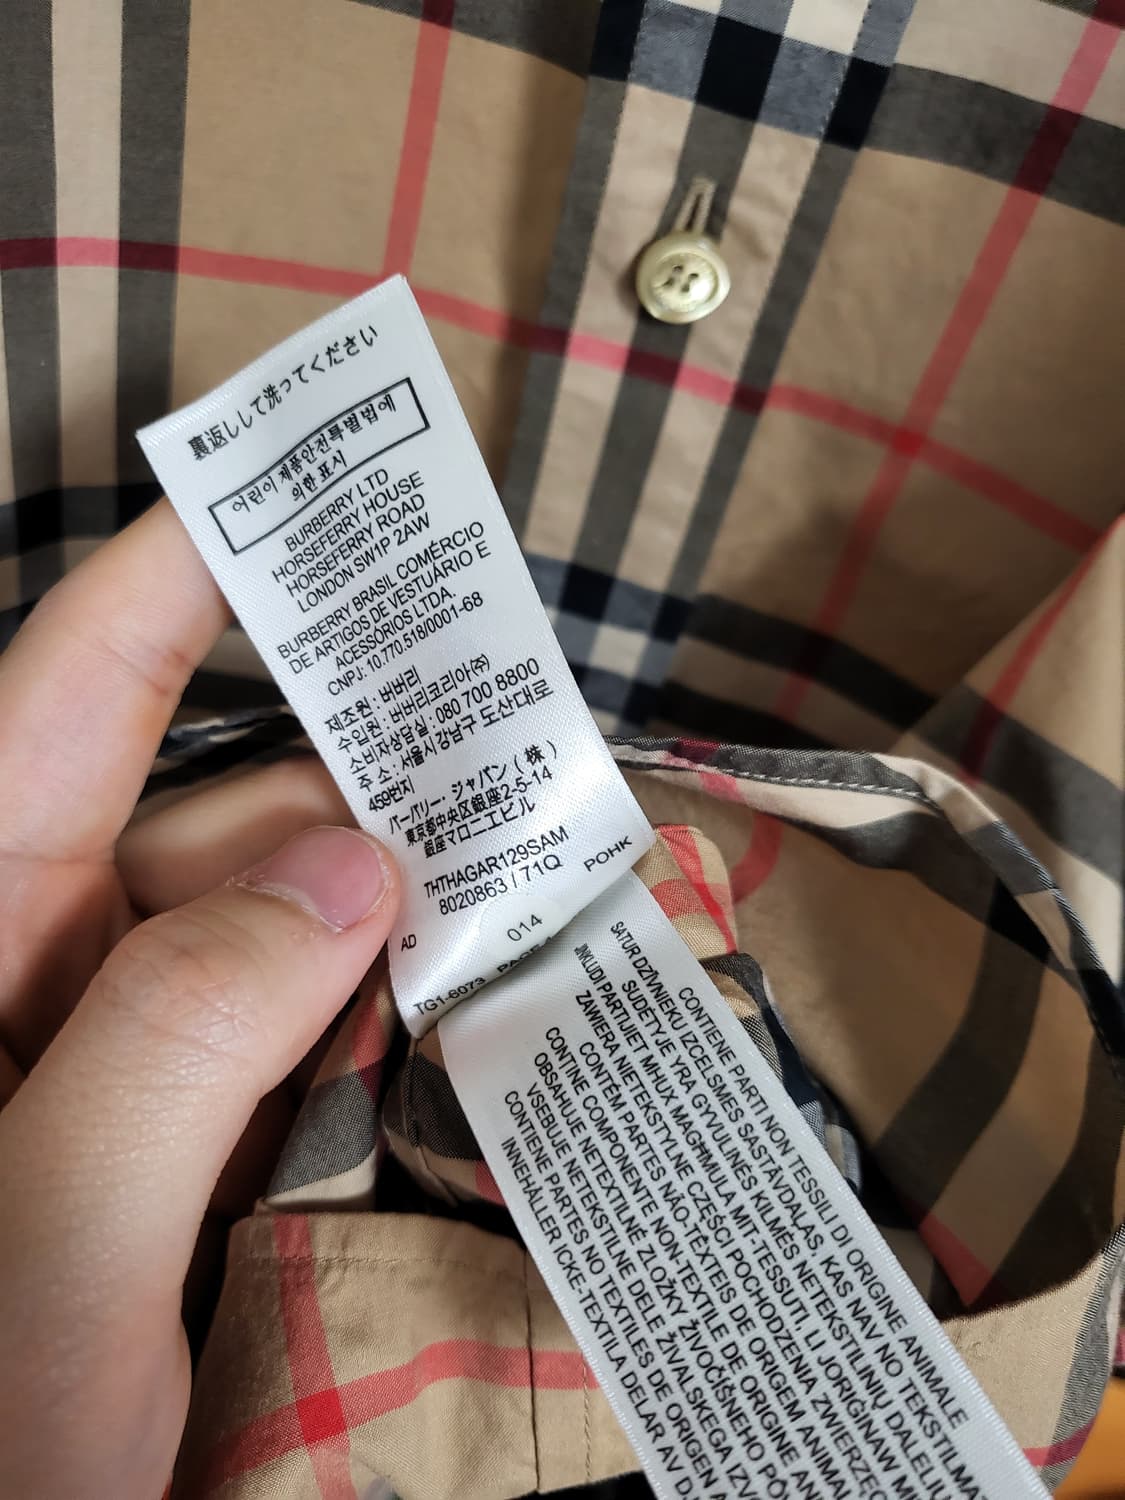 裏返しして洗ってください
어린이제품안전특별법에
의한 표시
BURBERRY LTD
HORSEFERRY HOUSE
HORSEFERRY ROAD
LONDON SW1P 2AW
BURBERRY BRASIL COMÉRCIO
DE ARTIGOS DE VESTUÁRIO E
ACESSÓRIOS LTDA.
CNPJ: 10.770.518/0001-68
제조원 : 버버리
수입원 : 버버리코리아(주)
소비자상담실 : 080 700 8800
주 소 : 서울시 강남구 도산대로
459번지
バーバリー・ジャパン ( 株 )
東京都中央区銀座2-5-14
銀座マロニエビル
THTHAGAR129SAM
8020863 / 71Q
AD 014 POHK
TG1-6073 PAGE
CONTIENE PARTI NON TESSILI DI ORIGINE ANIMALE
SATUR DZĪVNIEKU IZCELSMES SASTĀVDAĻAS, KAS NAV NO TEKSTILMA
SUDĖTYJE YRA GYVULINĖS KILMĖS NETEKSTILINIŲ DALELIŲ
JINKLUDI PARTIJIET MHUX MAGĦMULA MIT-TESSUTI, LI JORIĠINAW MI
ZAWIERA NIETEKSTYLNE CZĘŚCI POCHODZENIA ZWIERZĘC
CONTÉM PARTES NÃO-TÊXTEIS DE ORIGEM ANIMAL
CONȚINE COMPONENTE NON-TEXTILE DE ORIGINE ANI
OBSAHUJE NETEXTILNÉ ZLOŽKY ŽIVOČÍŠNEHO PÔV
VSEBUJE NETEKSTILNE DELE ŽIVALSKEGA IZVO
CONTIENE PARTES NO TEXTILES DE ORIGEN A
INNEHÅLLER ICKE-TEXTILA DELAR AV DJ